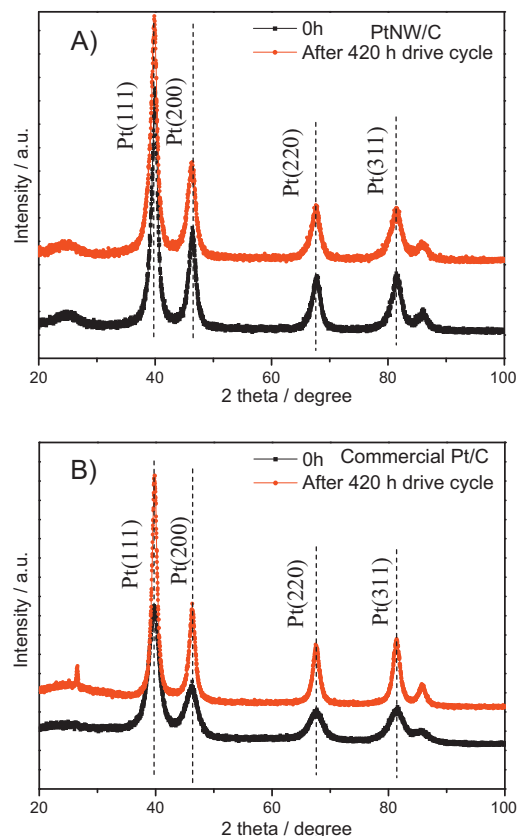 A)
PtNW/C
0h
After 420 h drive cycle
Pt(111)
Pt(200)
Pt(220)
Pt(311)
Intensity / a.u.
20 40 60 80 100
2 theta / degree
B)
Commercial Pt/C
0h
After 420 h drive cycle
Pt(111)
Pt(200)
Pt(220)
Pt(311)
Intensity / a.u.
20 40 60 80 100
2 theta / degree